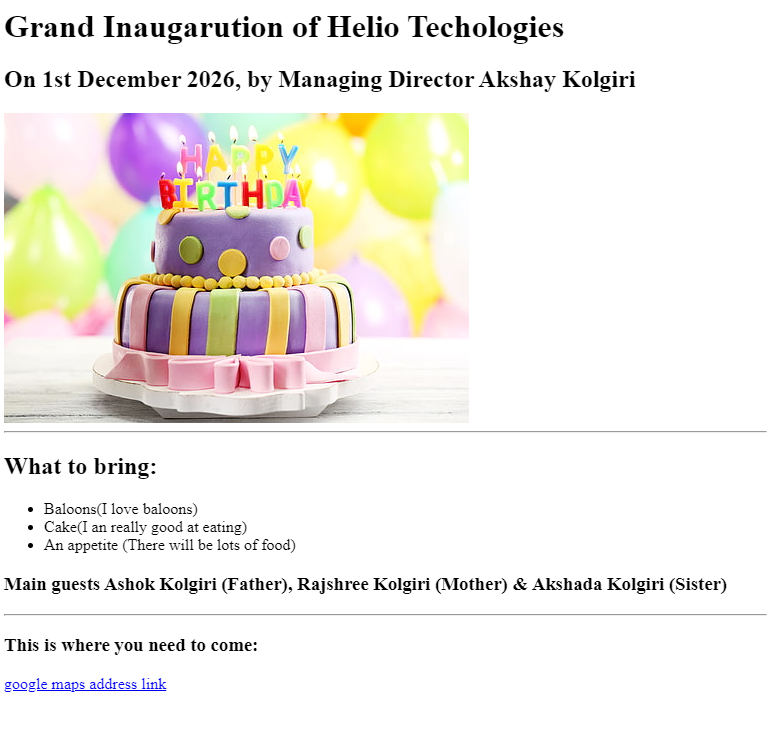 Grand Inaugarution of Helio Techologies
On 1st December 2026, by Managing Director Akshay Kolgiri
HAPPY
BIRTHDAY
What to bring:
Baloons(I love baloons)
Cake(I an really good at eating)
An appetite (There will be lots of food)
Main guests Ashok Kolgiri (Father), Rajshree Kolgiri (Mother) & Akshada Kolgiri (Sister)
This is where you need to come:
google maps address link